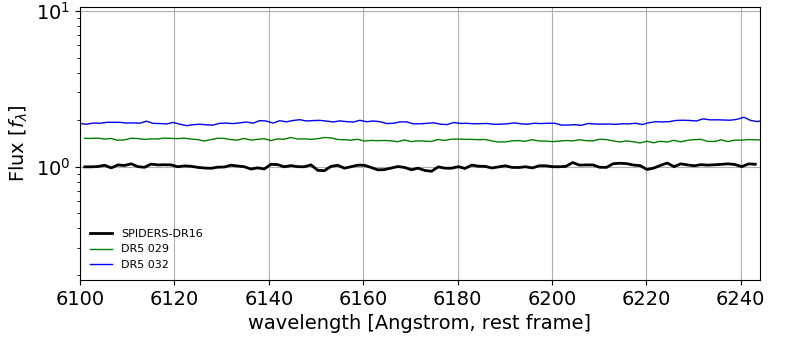 10¹
10⁰
Flux [f_λ]
SPIDERS-DR16
DR5 029
DR5 032
6100 6120 6140 6160 6180 6200 6220 6240
wavelength [Angstrom, rest frame]